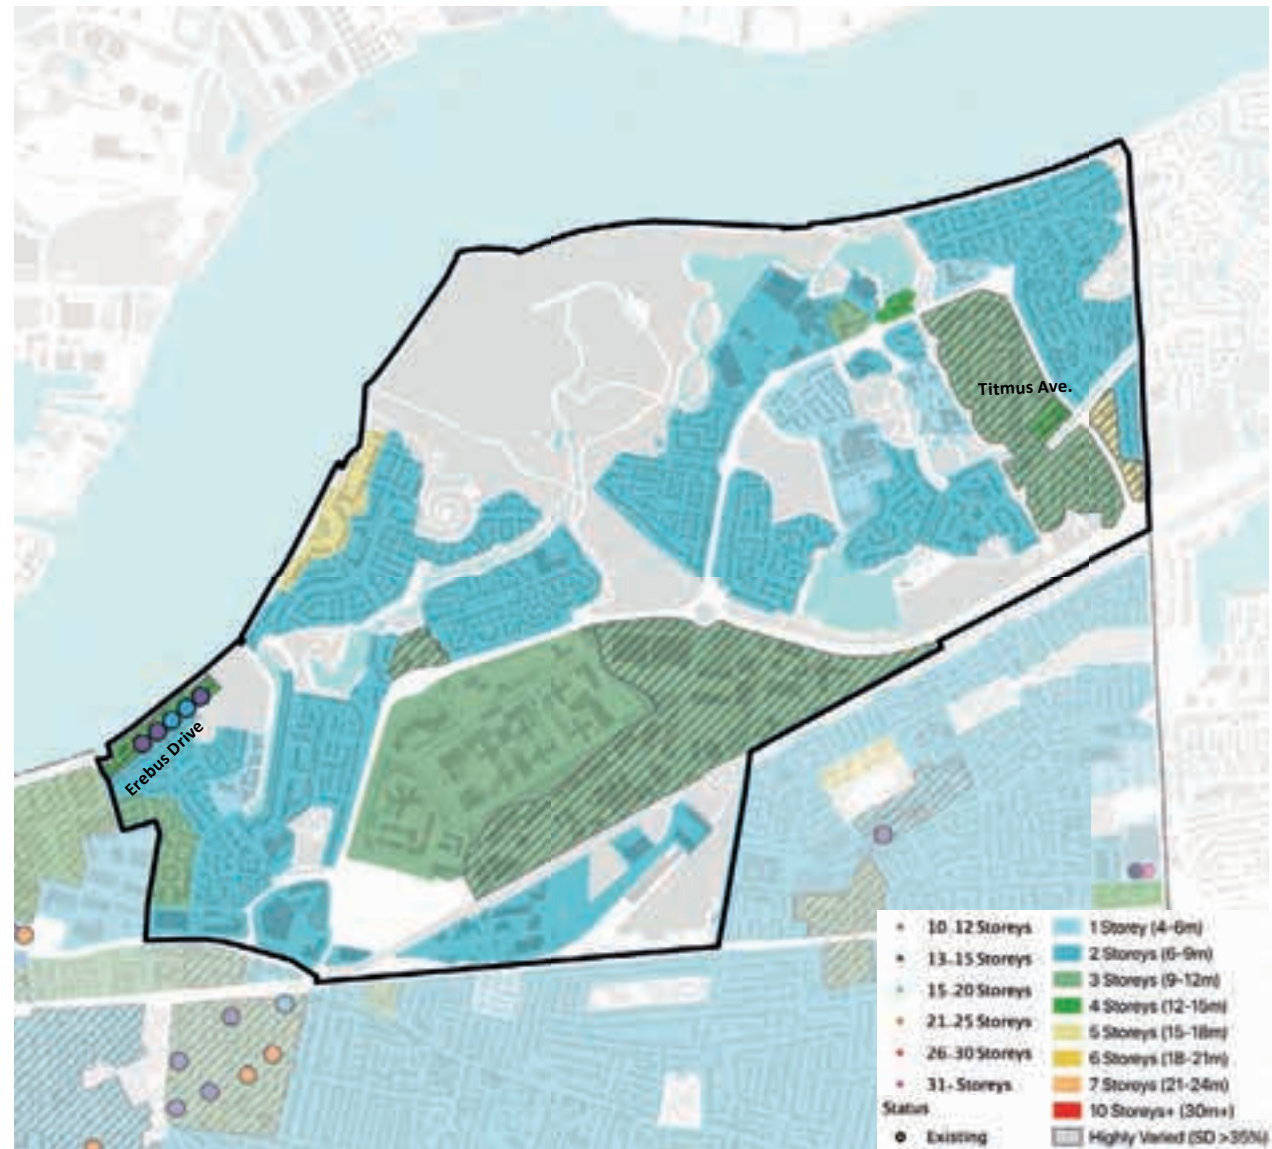 Titmus Ave.
Erebus Drive
10..12 Storeys
13..15 Storeys
15..20 Storeys
21..25 Storeys
26..30 Storeys
31- Storeys
Status
Existing
1 Storey (4-6m)
2 Storeys (6-9m)
3 Storeys (9-12m)
4 Storeys (12-15m)
5 Storeys (15-18m)
6 Storeys (18-21m)
7 Storeys (21-24m)
10 Storeys+ (30m+)
Highly Varied (SD >35%)